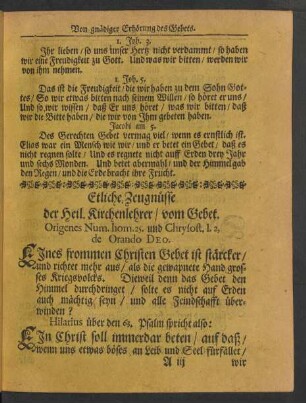 Von gnädiger Erhörung des Gebets.
1. Joh. 3.
Ihr lieben / so uns unser Hertz nicht verdammt / so haben
wir eine Freudigkeit zu Gott. Und was wir bitten / werden wir
von ihm nehmen.
1. Joh. 5.
Das ist die Freudigkeit / die wir haben zu dem Sohn Got-
tes / So wir etwas bitten nach seinem Willen / so höret er uns /
Und so wir wissen / daß Er uns höret / was wir bitten / daß
wir die Bitte haben / die wir von Ihm gebeten haben.
Jacobi am 5.
Des Gerechten Gebet vermag viel / wenn es ernstlich ist.
Elias war ein Mensch wie wir / und er betet ein Gebet / daß es
nicht regnen solte / Und es regnete nicht auff Erden drey Jahr
und sechs Monden. Und betet abermahl / und der Himmel gab
den Regen / und die Erde bracht ihre Frucht.
Etliche Zeugnüsse
der Heil. Kirchenlehrer / vom Gebet.
Origenes Num. hom. 25. und Chrysost. l. 2.
de Orando DEO.
EInes frommen Christen Gebet ist stärcker /
und richtet mehr aus / als die gewapnete Hand gros-
ses Kriegsvolcks. Dieweil denn das Gebet den
Himmel durchdringet / solte es nicht auf Erden
auch mächtig seyn / und alle Feindschafft über-
winden ?
Hilarius über den 63. Psalm spricht also:
EIn Christ soll immerdar beten / auf daß /
wenn uns etwas böses an Leib und Seel fürfället /
A iij wir